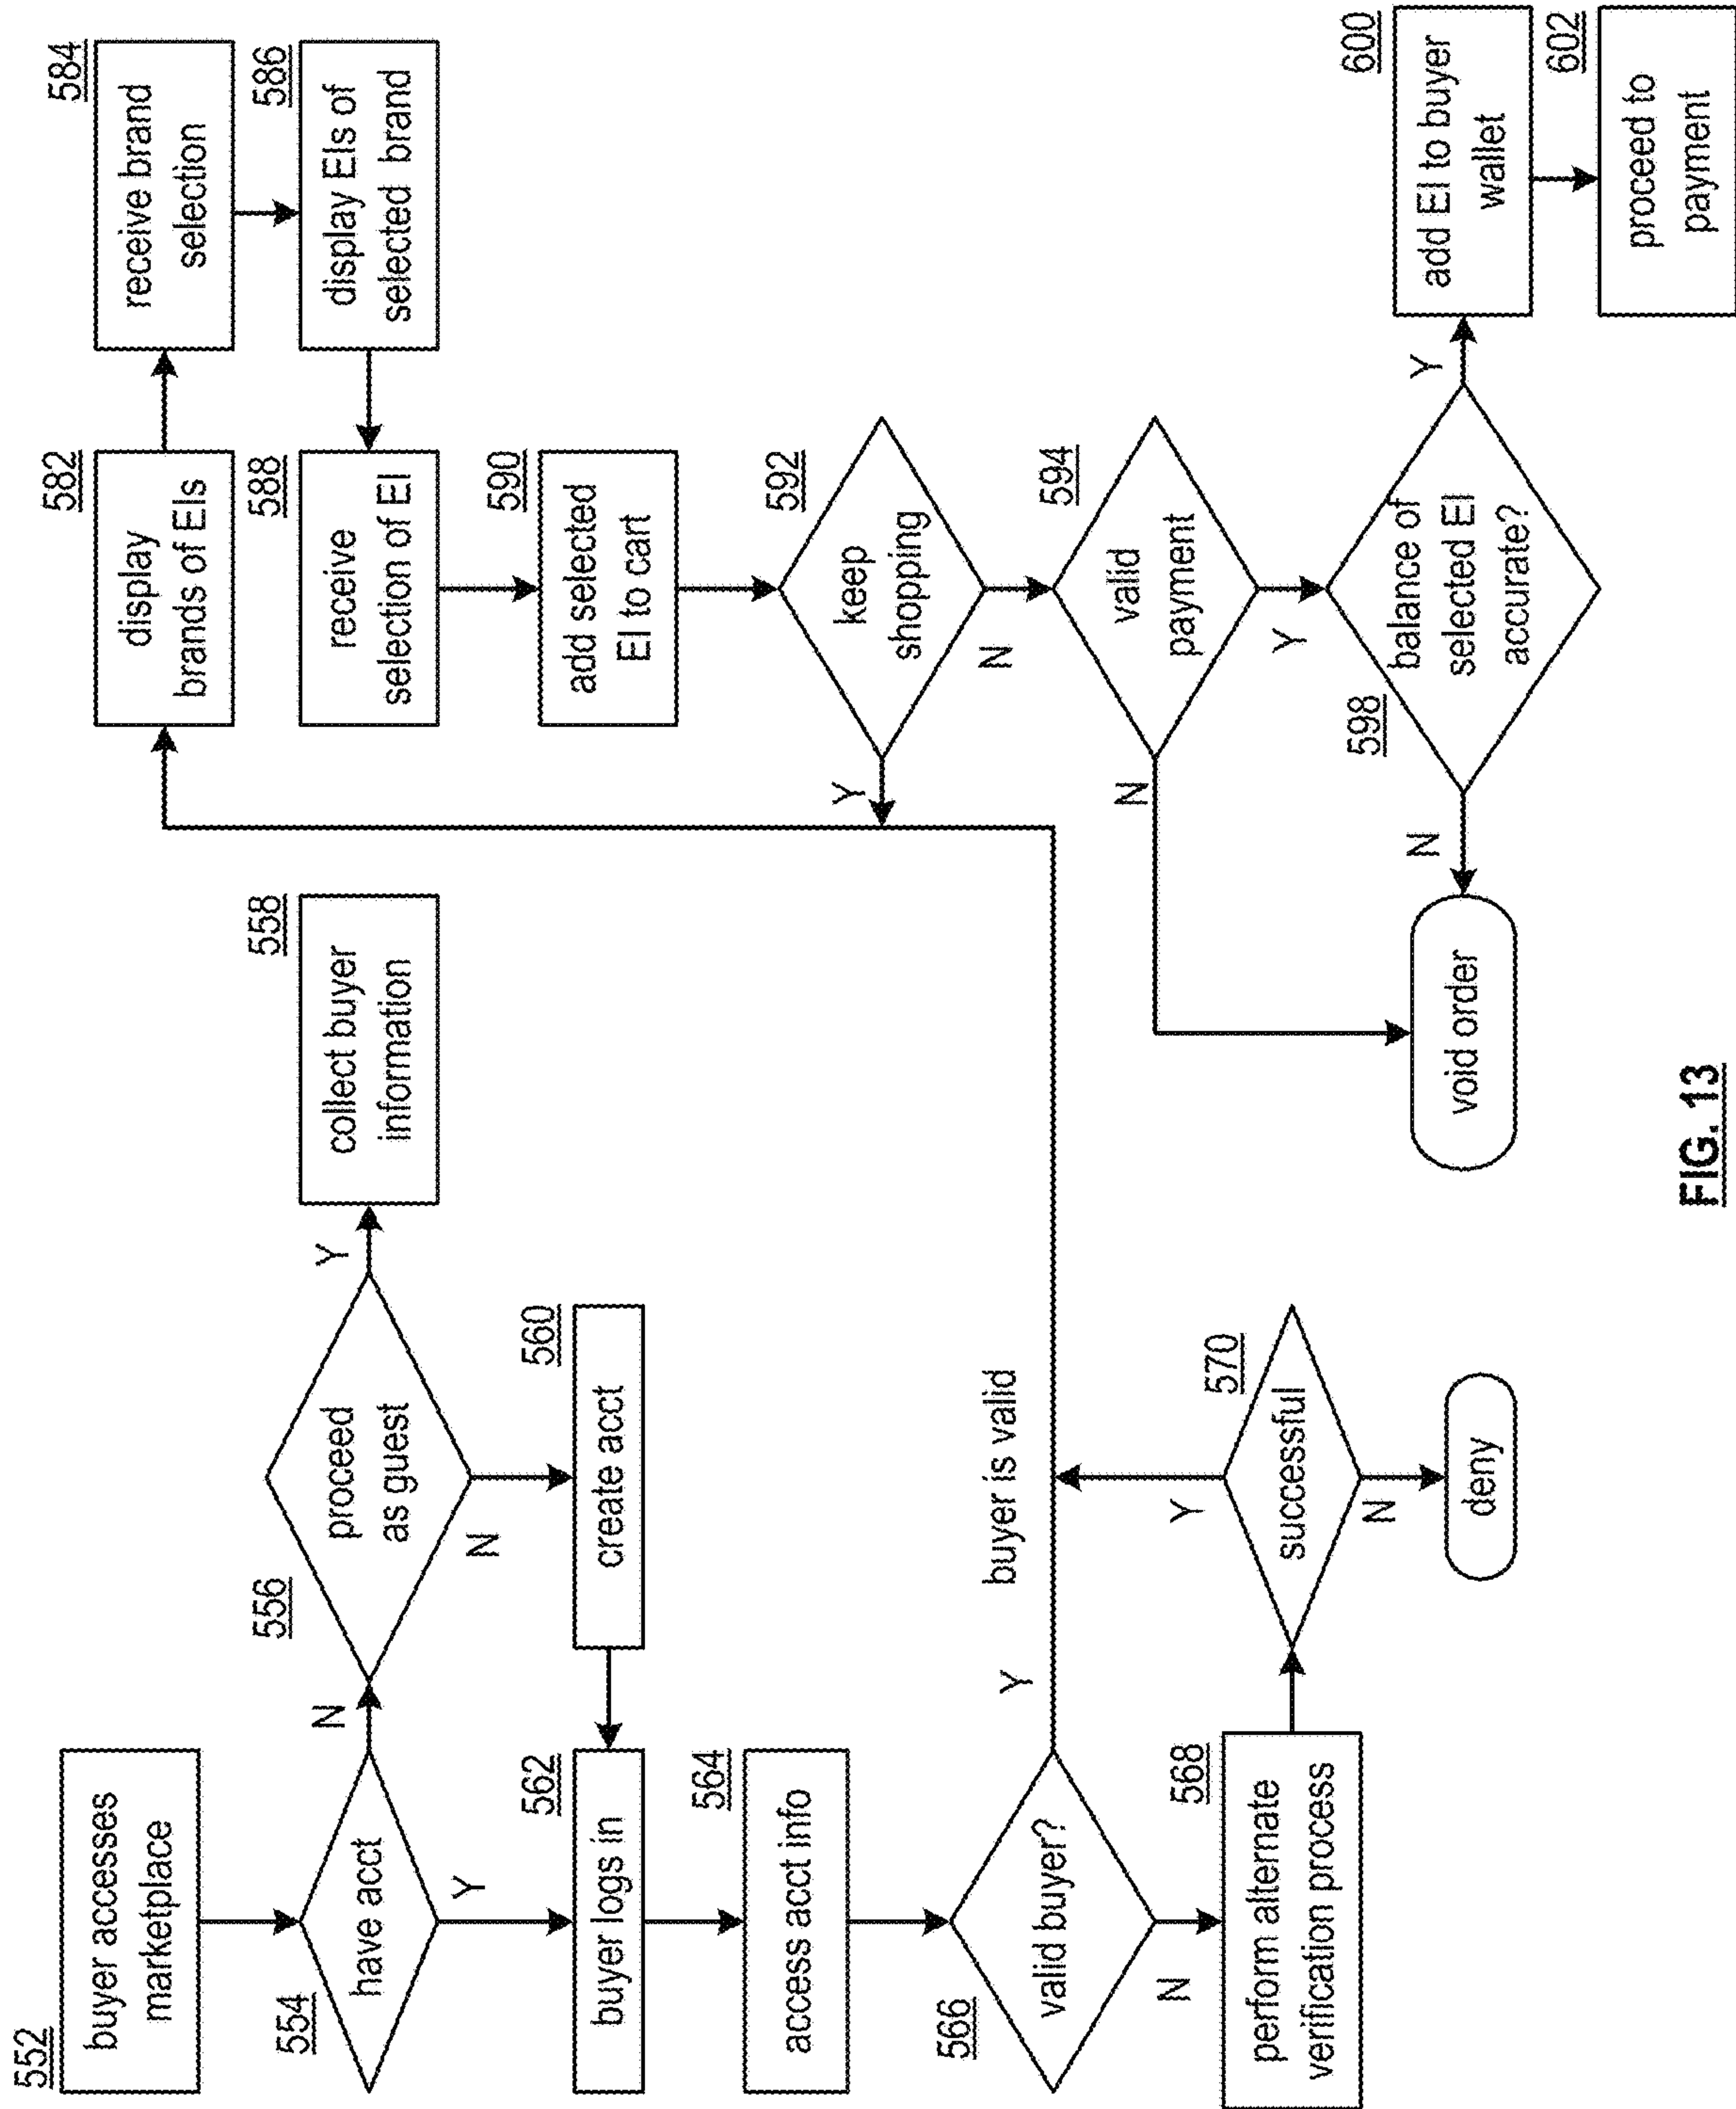 552
buyer accesses
marketplace
554
have acct
N
Y
556
proceed
as guest
Y
N
558
collect buyer
information
560
create acct
562
buyer logs in
564
access acct info
566
valid buyer?
Y
buyer is valid
N
568
perform alternate
verification process
570
successful
Y
N
deny
582
display
brands of EIs
584
receive brand
selection
586
display EIs of
selected brand
588
receive
selection of EI
590
add selected
EI to cart
592
keep
shopping
Y
N
594
valid
payment
N
Y
598
balance of
selected EI
accurate?
N
Y
void order
600
add EI to buyer
wallet
602
proceed to
payment
FIG. 13